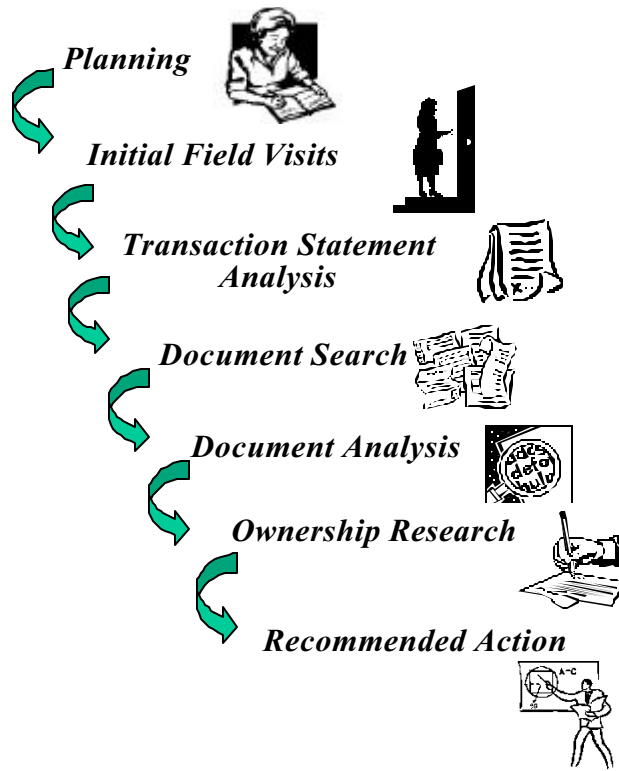 Planning
Initial Field Visits
Transaction Statement
Analysis
Document Search
Document Analysis
Ownership Research
Recommended Action
A-C